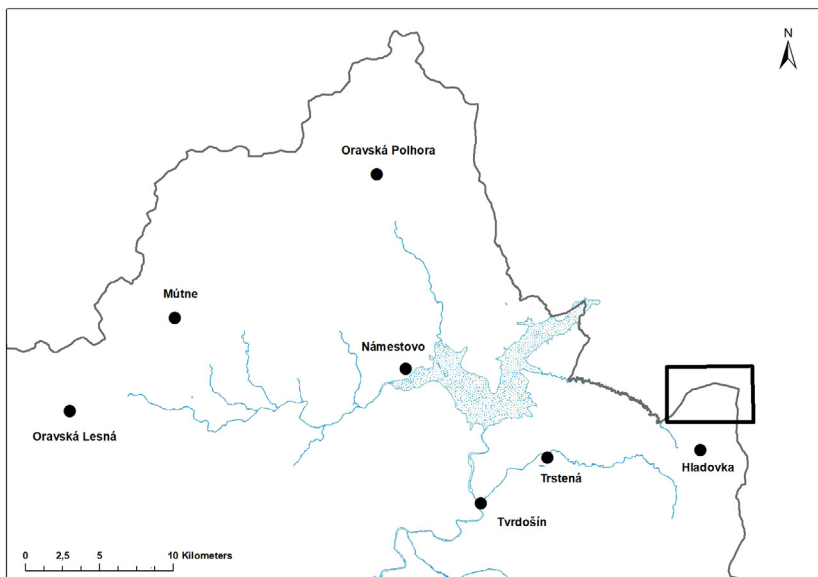 N
Oravská Polhora
Mútne
Námestovo
Oravská Lesná
Hladovka
Trstená
Tvrdošín
0 2,5 5 10 Kilometers